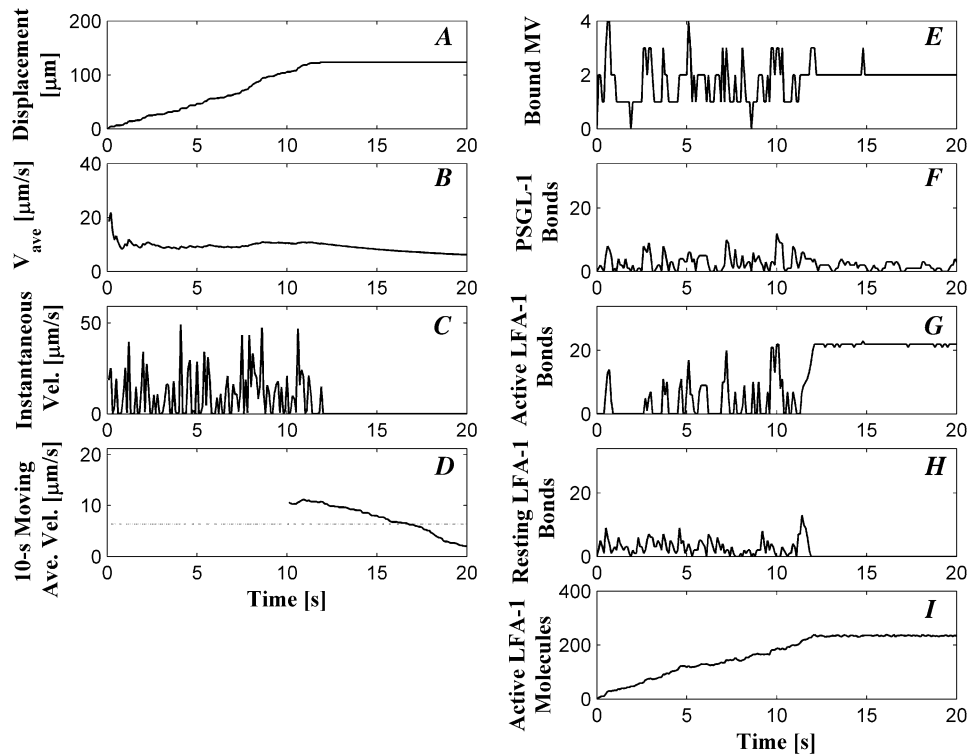 Displacement
[µm]
200
100
0
A
0 5 10 15 20
V_ave [µm/s]
40
20
0
B
0 5 10 15 20
Instantaneous
Vel. [µm/s]
50
0
C
0 5 10 15 20
10-s Moving
Ave. Vel. [µm/s]
20
10
0
D
0 5 10 15 20
Time [s]
Bound MV
4
2
0
E
0 5 10 15 20
PSGL-1
Bonds
20
0
F
0 5 10 15 20
Active LFA-1
Bonds
20
0
G
0 5 10 15 20
Resting LFA-1
Bonds
20
0
H
0 5 10 15 20
Active LFA-1
Molecules
400
200
0
I
0 5 10 15 20
Time [s]